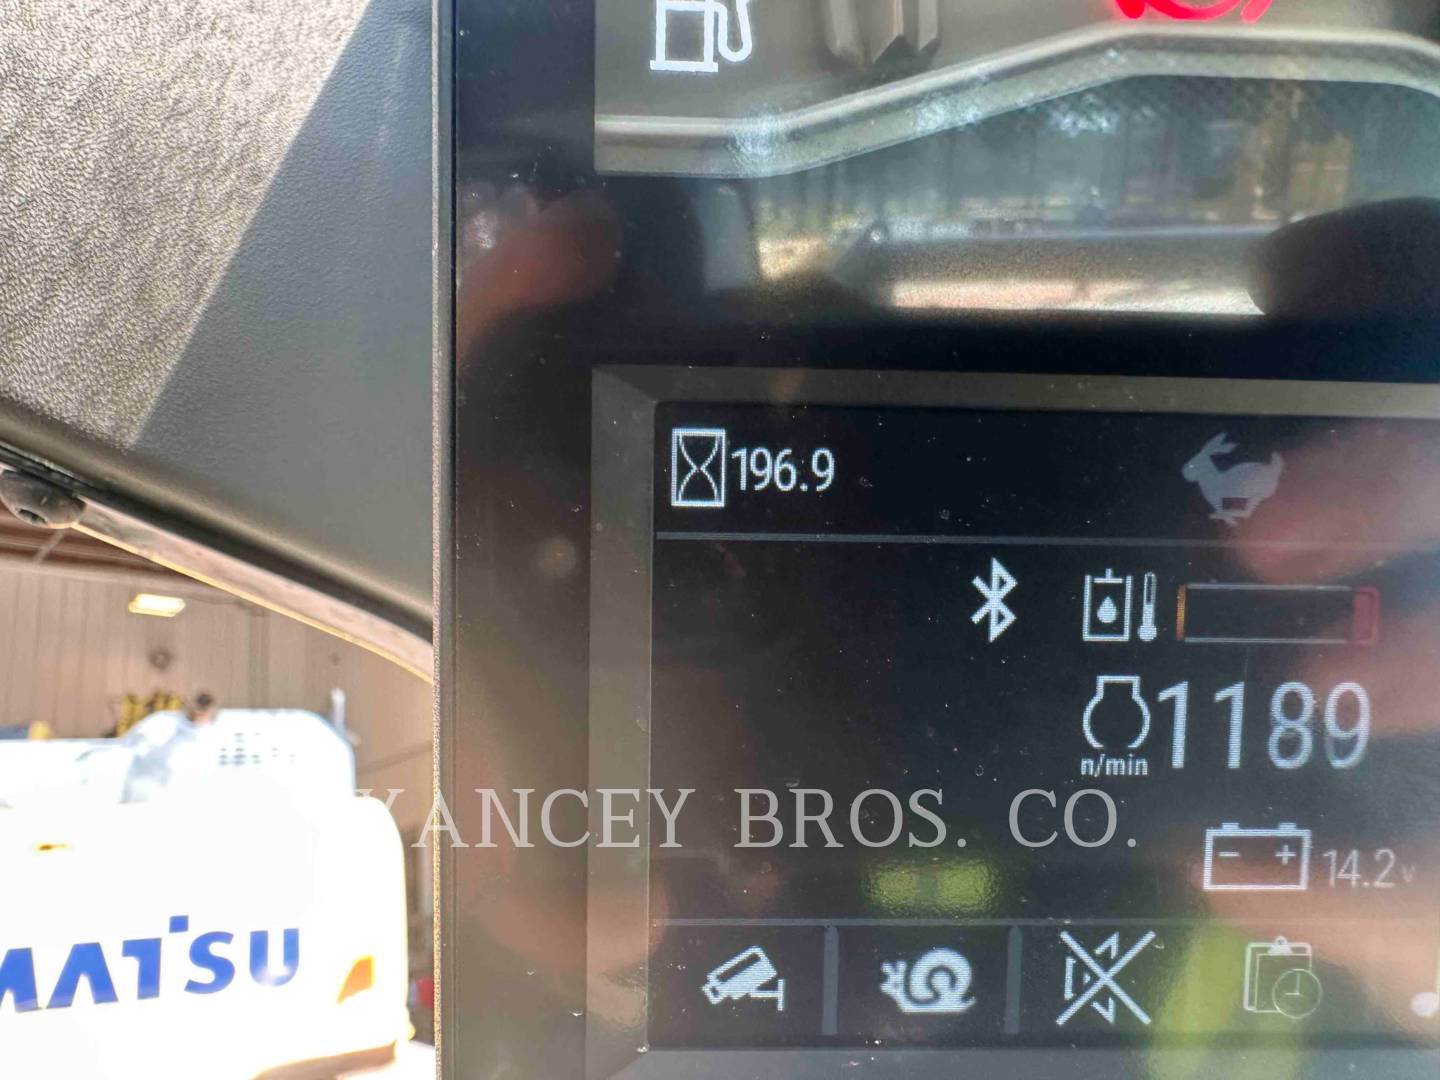 196.9
1189
n/min
YANCEY BROS. CO.
14.2v
MATSU